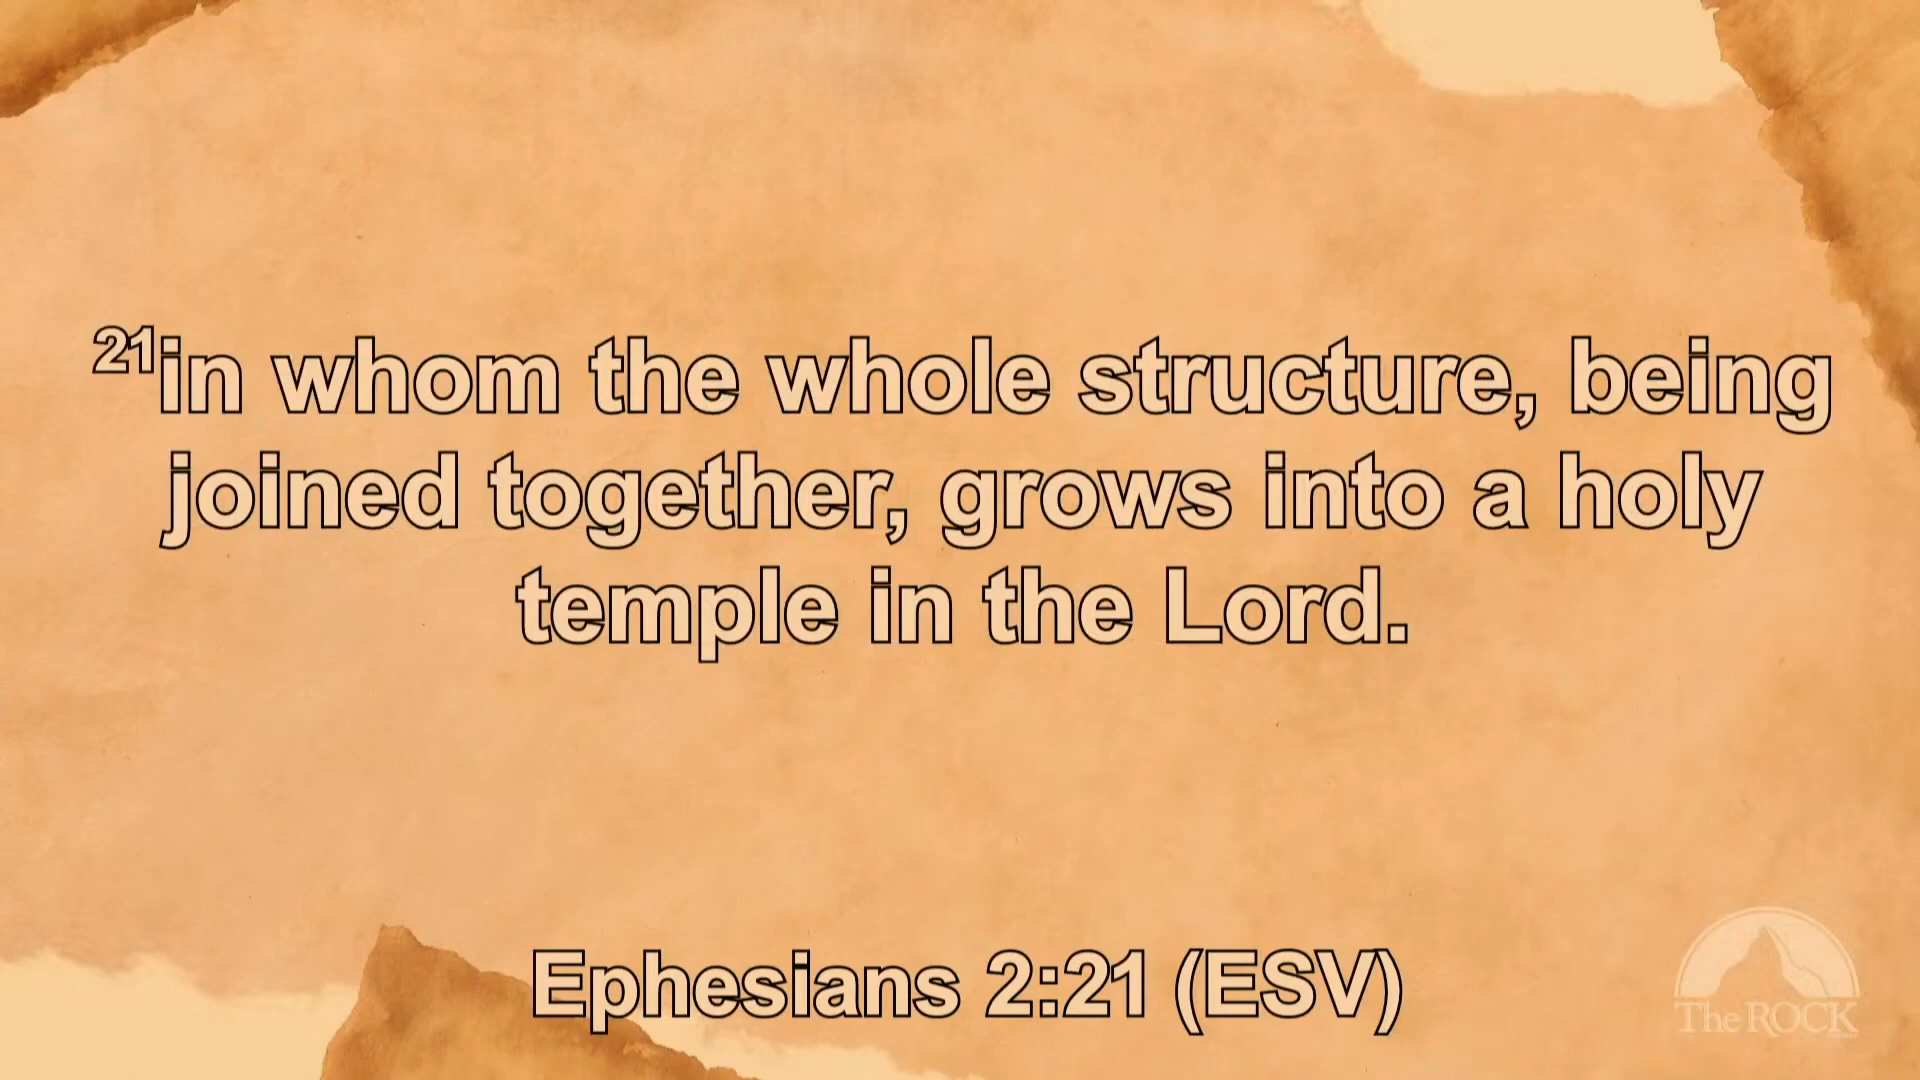 21in whom the whole structure, being
joined together, grows into a holy
temple in the Lord.
Ephesians 2:21 (ESV)
The ROCK